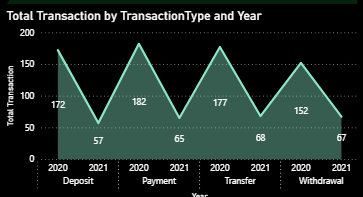 Total Transaction by TransactionType and Year
Total Transaction
200
150
100
50
0
172
57
182
65
177
68
152
67
2020 2021 2020 2021 2020 2021 2020 2021
Deposit Payment Transfer Withdrawal
Year